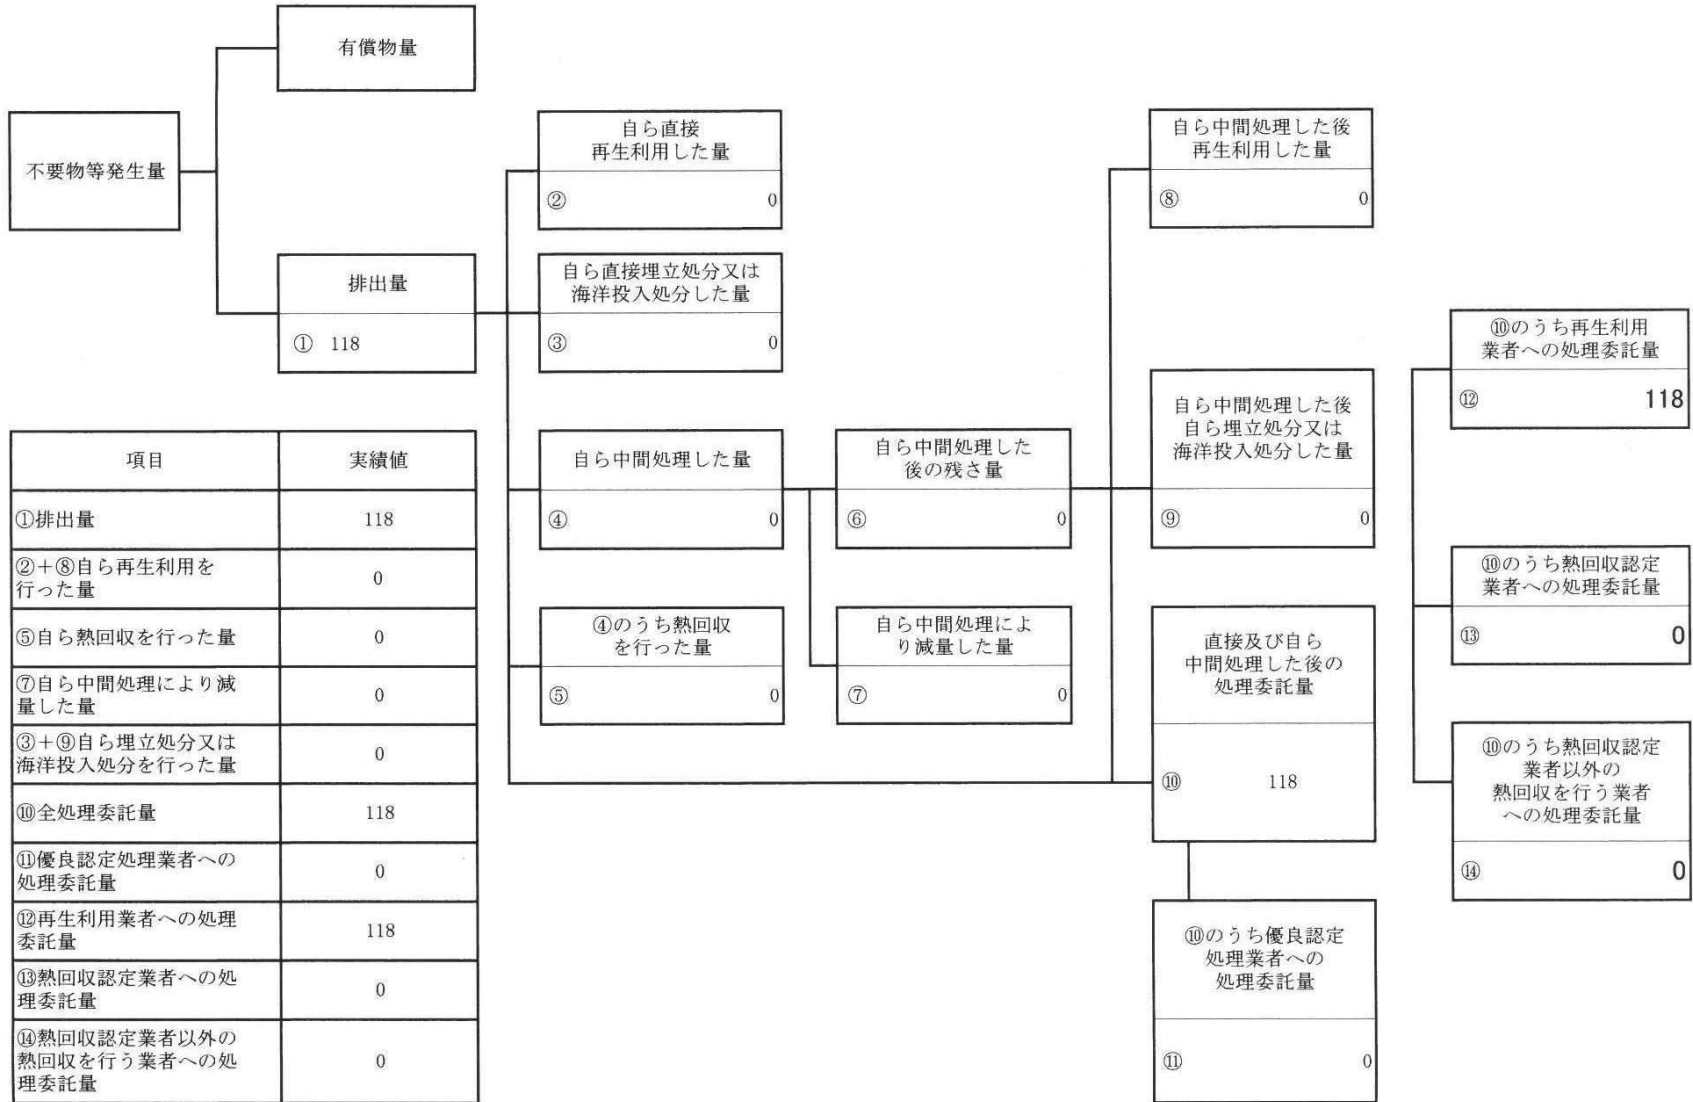 有償物量
不要物等発生量
排出量
① 118
自ら直接
再生利用した量
② 0
自ら直接埋立処分又は
海洋投入処分した量
③ 0
自ら中間処理した量
④ 0
④のうち熱回収
を行った量
⑤ 0
自ら中間処理した
後の残さ量
⑥ 0
自ら中間処理によ
り減量した量
⑦ 0
自ら中間処理した後
再生利用した量
⑧ 0
自ら中間処理した後
自ら埋立処分又は
海洋投入処分した量
⑨ 0
直接及び自ら
中間処理した後の
処理委託量
⑩ 118
⑩のうち優良認定
処理業者への
処理委託量
⑪ 0
⑩のうち再生利用
業者への処理委託量
⑫ 118
⑩のうち熱回収認定
業者への処理委託量
⑬ 0
⑩のうち熱回収認定
業者以外の
熱回収を行う業者
への処理委託量
⑭ 0
項目 実績値
①排出量 118
②+⑧自ら再生利用を
行った量 0
⑤自ら熱回収を行った量 0
⑦自ら中間処理により減
量した量 0
③+⑨自ら埋立処分又は
海洋投入処分を行った量 0
⑩全処理委託量 118
⑪優良認定処理業者への
処理委託量 0
⑫再生利用業者への処理
委託量 118
⑬熱回収認定業者への処
理委託量 0
⑭熱回収認定業者以外の
熱回収を行う業者への処
理委託量 0